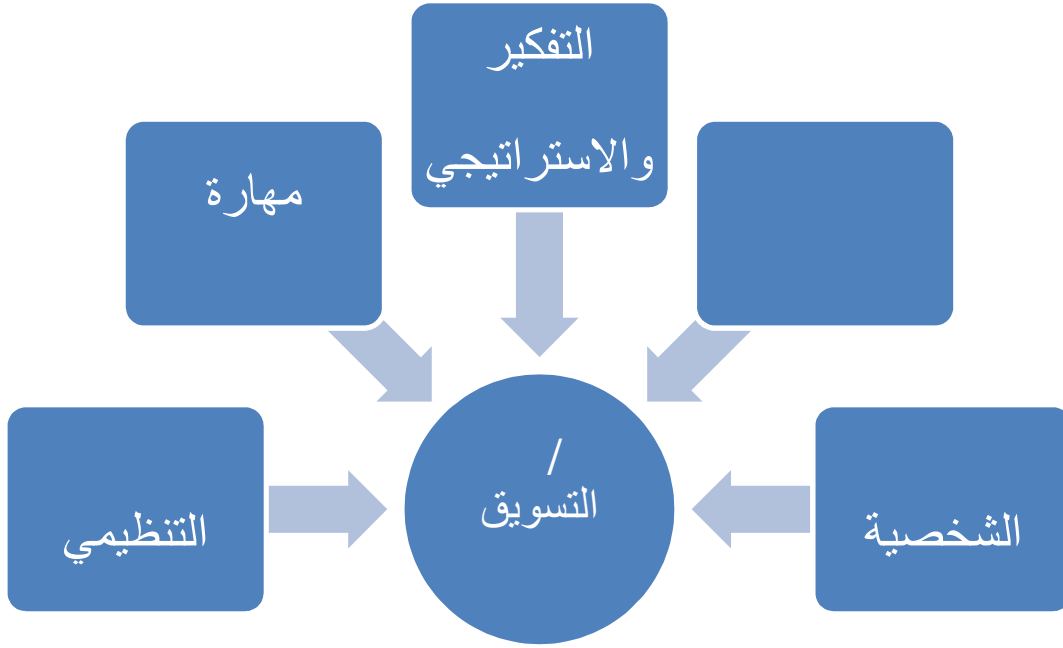 التفكير
والاستراتيجي
مهارة
/
التسويق
التنظيمي
الشخصية